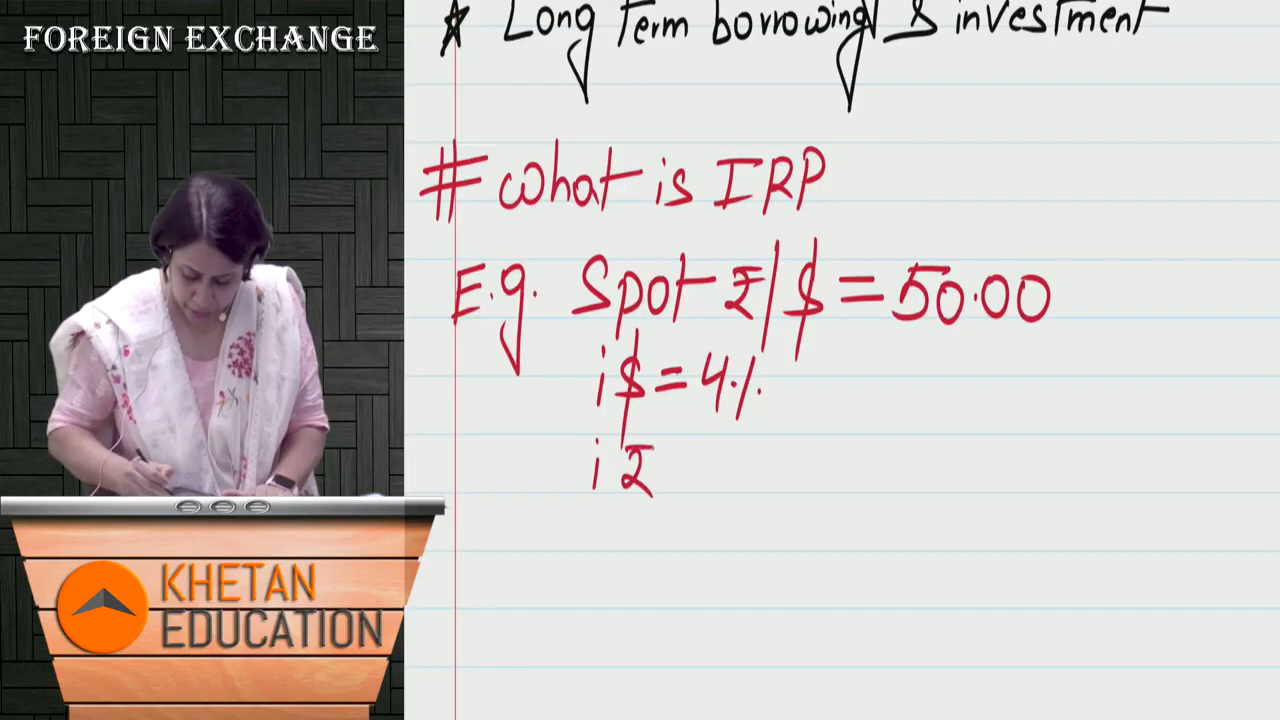 FOREIGN EXCHANGE
* Long Term borrowing & investment
# What is IRP
E.g. Spot ₹/$ = 50.00
i $ = 4%
i ₹
KHETAN
EDUCATION